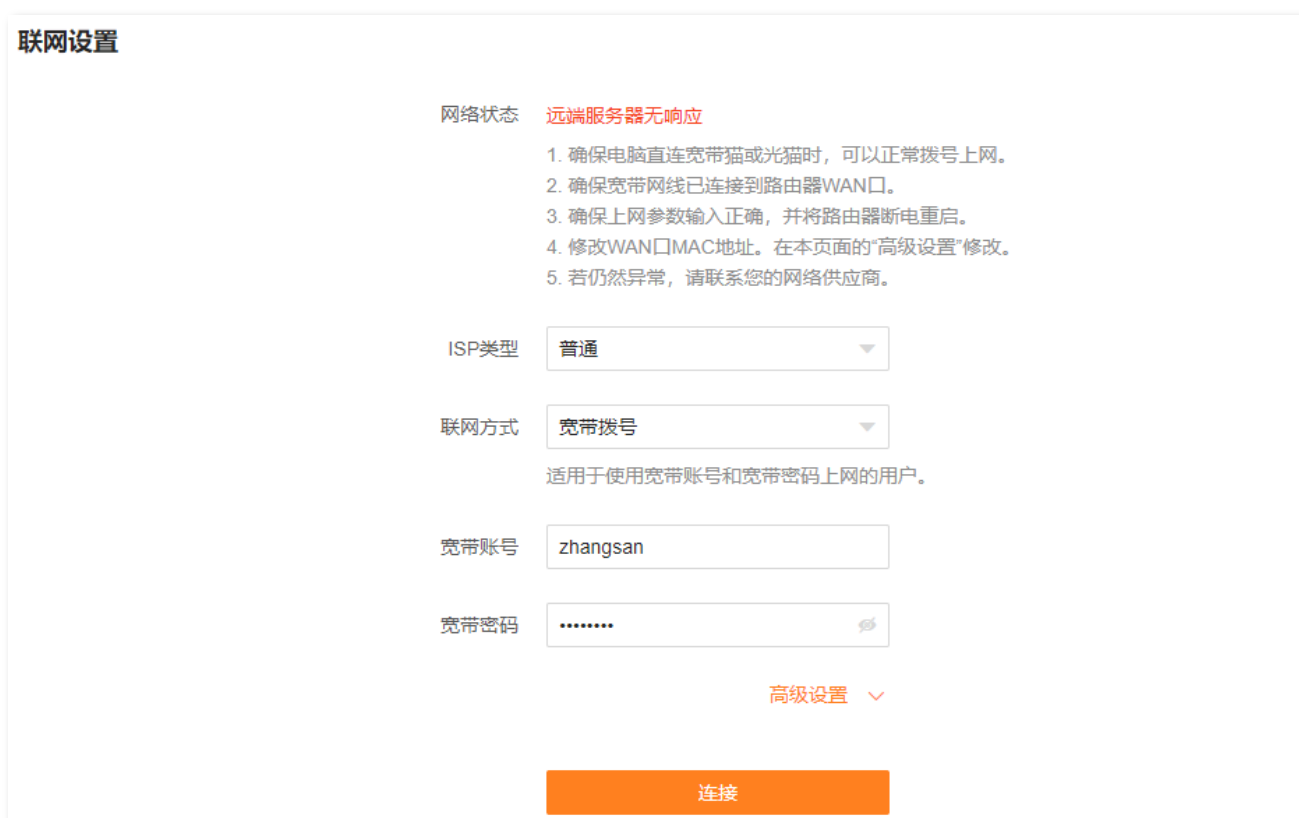 联网设置
网络状态 远端服务器无响应
1. 确保电脑直连宽带猫或光猫时，可以正常拨号上网。
2. 确保宽带网线已连接到路由器WAN口。
3. 确保上网参数输入正确，并将路由器断电重启。
4. 修改WAN口MAC地址。在本页面的“高级设置”修改。
5. 若仍然异常，请联系您的网络供应商。
ISP类型 普通
联网方式 宽带拨号
适用于使用宽带账号和宽带密码上网的用户。
宽带账号 zhangsan
宽带密码 ••••••••
高级设置
连接